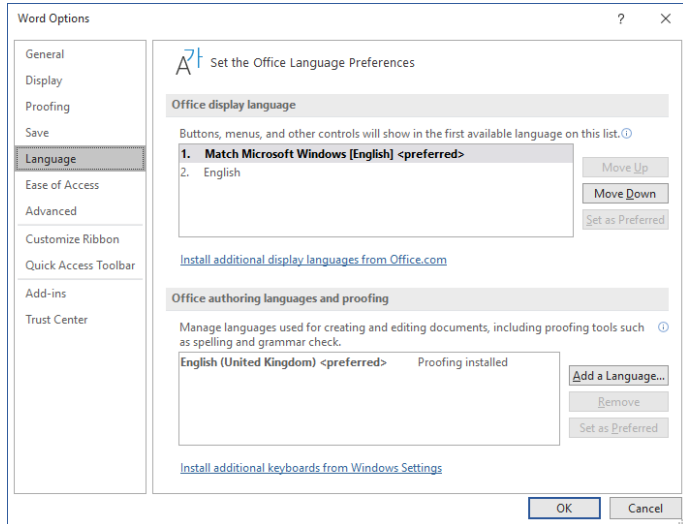 Word Options
?
General
Display
Proofing
Save
Language
Ease of Access
Advanced
Customize Ribbon
Quick Access Toolbar
Add-ins
Trust Center
Set the Office Language Preferences
Office display language
Buttons, menus, and other controls will show in the first available language on this list.
1. Match Microsoft Windows [English] <preferred>
2. English
Move Up
Move Down
Set as Preferred
Install additional display languages from Office.com
Office authoring languages and proofing
Manage languages used for creating and editing documents, including proofing tools such
as spelling and grammar check.
English (United Kingdom) <preferred> Proofing installed
Add a Language...
Remove
Set as Preferred
Install additional keyboards from Windows Settings
OK
Cancel